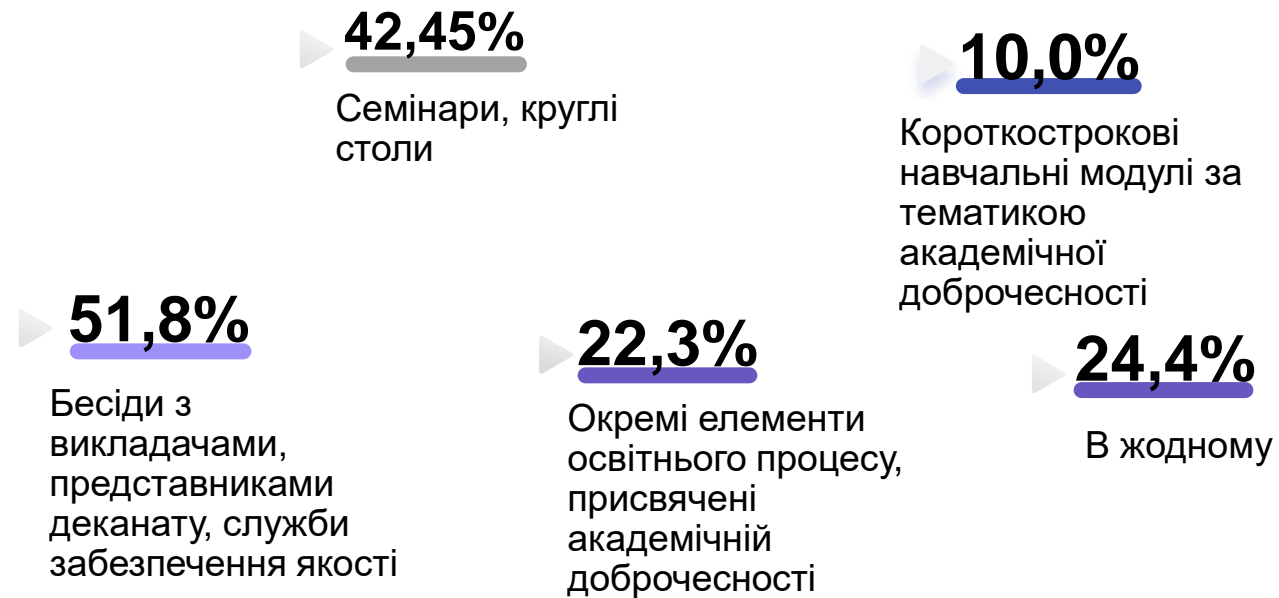 42,45%
Семінари, круглі
столи
10,0%
Короткострокові
навчальні модулі за
тематикою
академічної
доброчесності
51,8%
Бесіди з
викладачами,
представниками
деканату, служби
забезпечення якості
22,3%
Окремі елементи
освітнього процесу,
присвячені
академічній
доброчесності
24,4%
В жодному